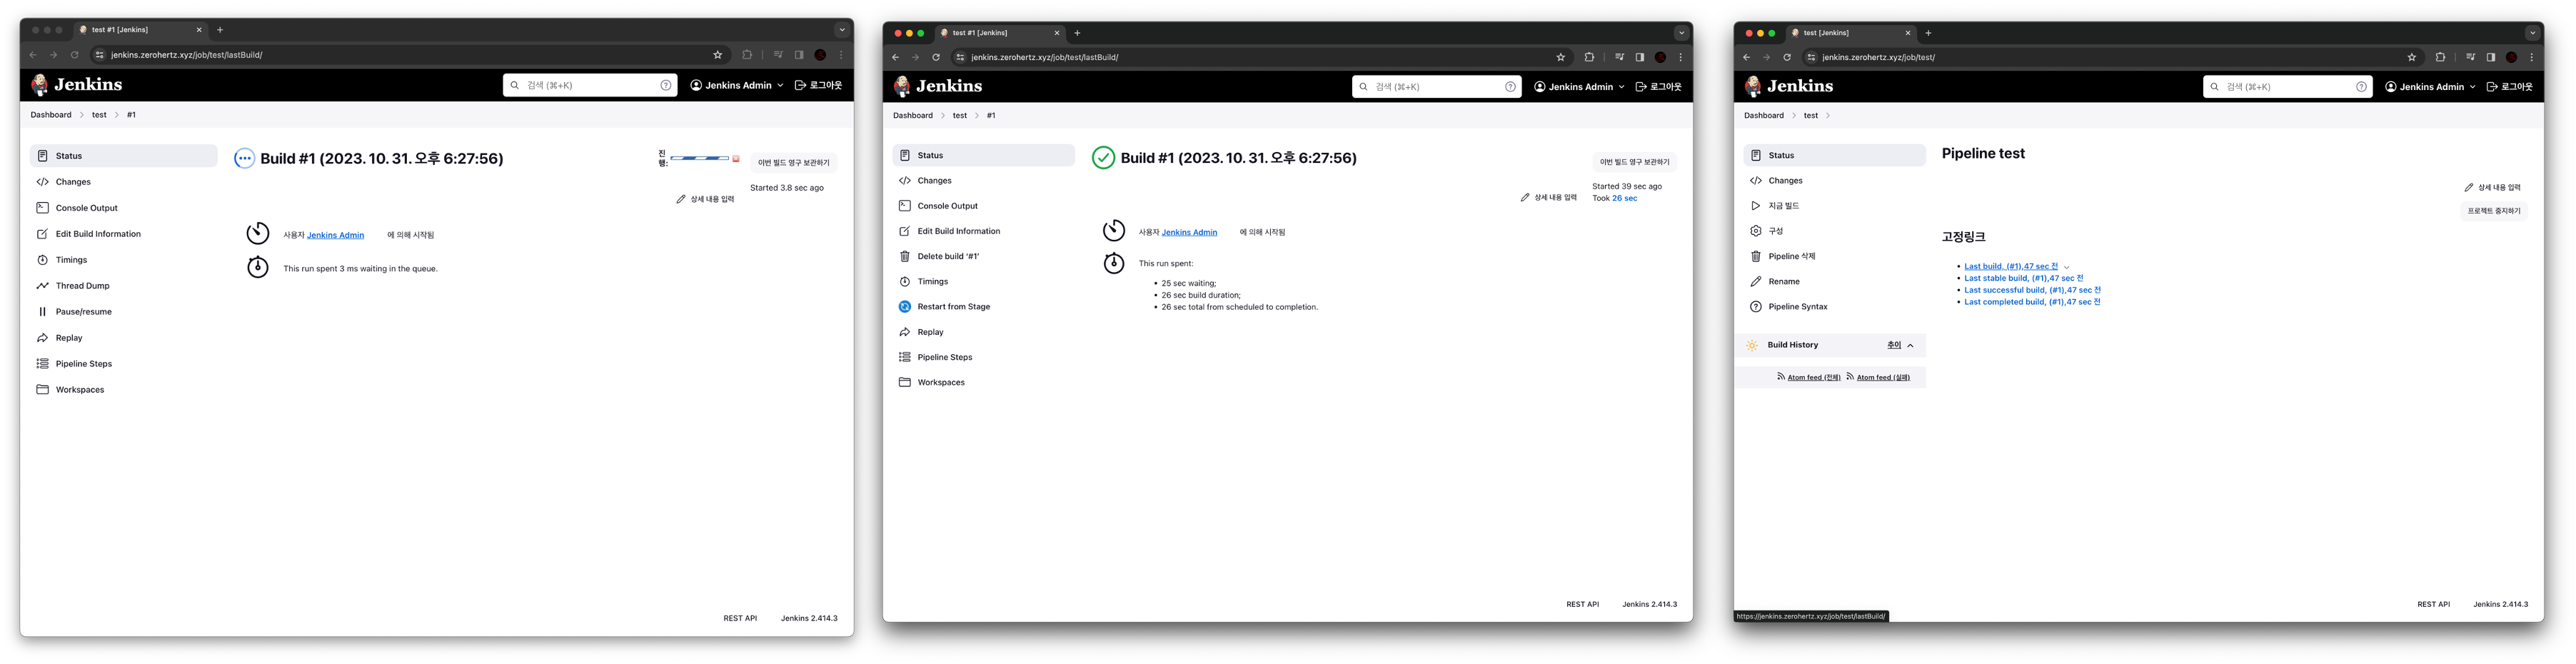 test #1 [Jenkins]
jenkins.zerohertz.xyz/job/test/lastBuild/
Jenkins
검색 (⌘+K)
Jenkins Admin
로그아웃
Dashboard
test
#1
Status
Changes
Console Output
Edit Build Information
Timings
Thread Dump
Pause/resume
Replay
Pipeline Steps
Workspaces
Build #1 (2023. 10. 31. 오후 6:27:56)
진
행:
이번 빌드 영구 보관하기
Started 3.8 sec ago
상세 내용 입력
사용자 Jenkins Admin 에 의해 시작됨
This run spent 3 ms waiting in the queue.
REST API
Jenkins 2.414.3
test #1 [Jenkins]
jenkins.zerohertz.xyz/job/test/lastBuild/
Jenkins
검색 (⌘+K)
Jenkins Admin
로그아웃
Dashboard
test
#1
Status
Changes
Console Output
Edit Build Information
Delete build '#1'
Timings
Restart from Stage
Replay
Pipeline Steps
Workspaces
Build #1 (2023. 10. 31. 오후 6:27:56)
이번 빌드 영구 보관하기
Started 39 sec ago
Took 26 sec
상세 내용 입력
사용자 Jenkins Admin 에 의해 시작됨
This run spent:
25 sec waiting;
26 sec build duration;
26 sec total from scheduled to completion.
REST API
Jenkins 2.414.3
test [Jenkins]
jenkins.zerohertz.xyz/job/test/
Jenkins
검색 (⌘+K)
Jenkins Admin
로그아웃
Dashboard
test
Status
Changes
지금 빌드
구성
Pipeline 삭제
Rename
Pipeline Syntax
Build History
추이
Atom feed (전체)
Atom feed (실패)
Pipeline test
상세 내용 입력
프로젝트 중지하기
고정링크
Last build, (#1),47 sec 전
Last stable build, (#1),47 sec 전
Last successful build, (#1),47 sec 전
Last completed build, (#1),47 sec 전
REST API
Jenkins 2.414.3
https://jenkins.zerohertz.xyz/job/test/lastBuild/